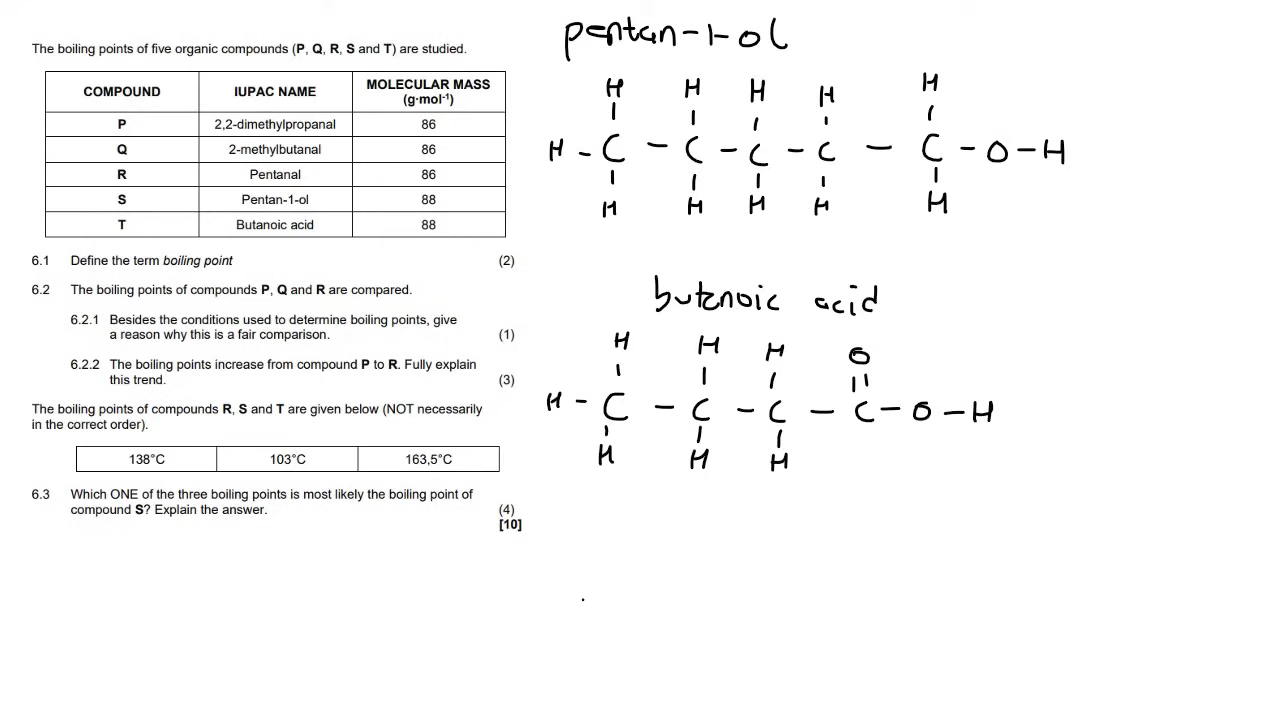 The boiling points of five organic compounds (P, Q, R, S and T) are studied.
COMPOUND IUPAC NAME MOLECULAR MASS (g·mol⁻¹)
P 2,2-dimethylpropanal 86
Q 2-methylbutanal 86
R Pentanal 86
S Pentan-1-ol 88
T Butanoic acid 88
6.1 Define the term boiling point (2)
6.2 The boiling points of compounds P, Q and R are compared.
6.2.1 Besides the conditions used to determine boiling points, give
a reason why this is a fair comparison. (1)
6.2.2 The boiling points increase from compound P to R. Fully explain
this trend. (3)
The boiling points of compounds R, S and T are given below (NOT necessarily
in the correct order).
138°C 103°C 163,5°C
6.3 Which ONE of the three boiling points is most likely the boiling point of
compound S? Explain the answer. (4)
[10]
pentan-1-ol
H H H H H
H - C - C - C - C - C - O - H
H H H H H
butanoic acid
H H H O
H - C - C - C - C - O - H
H H H